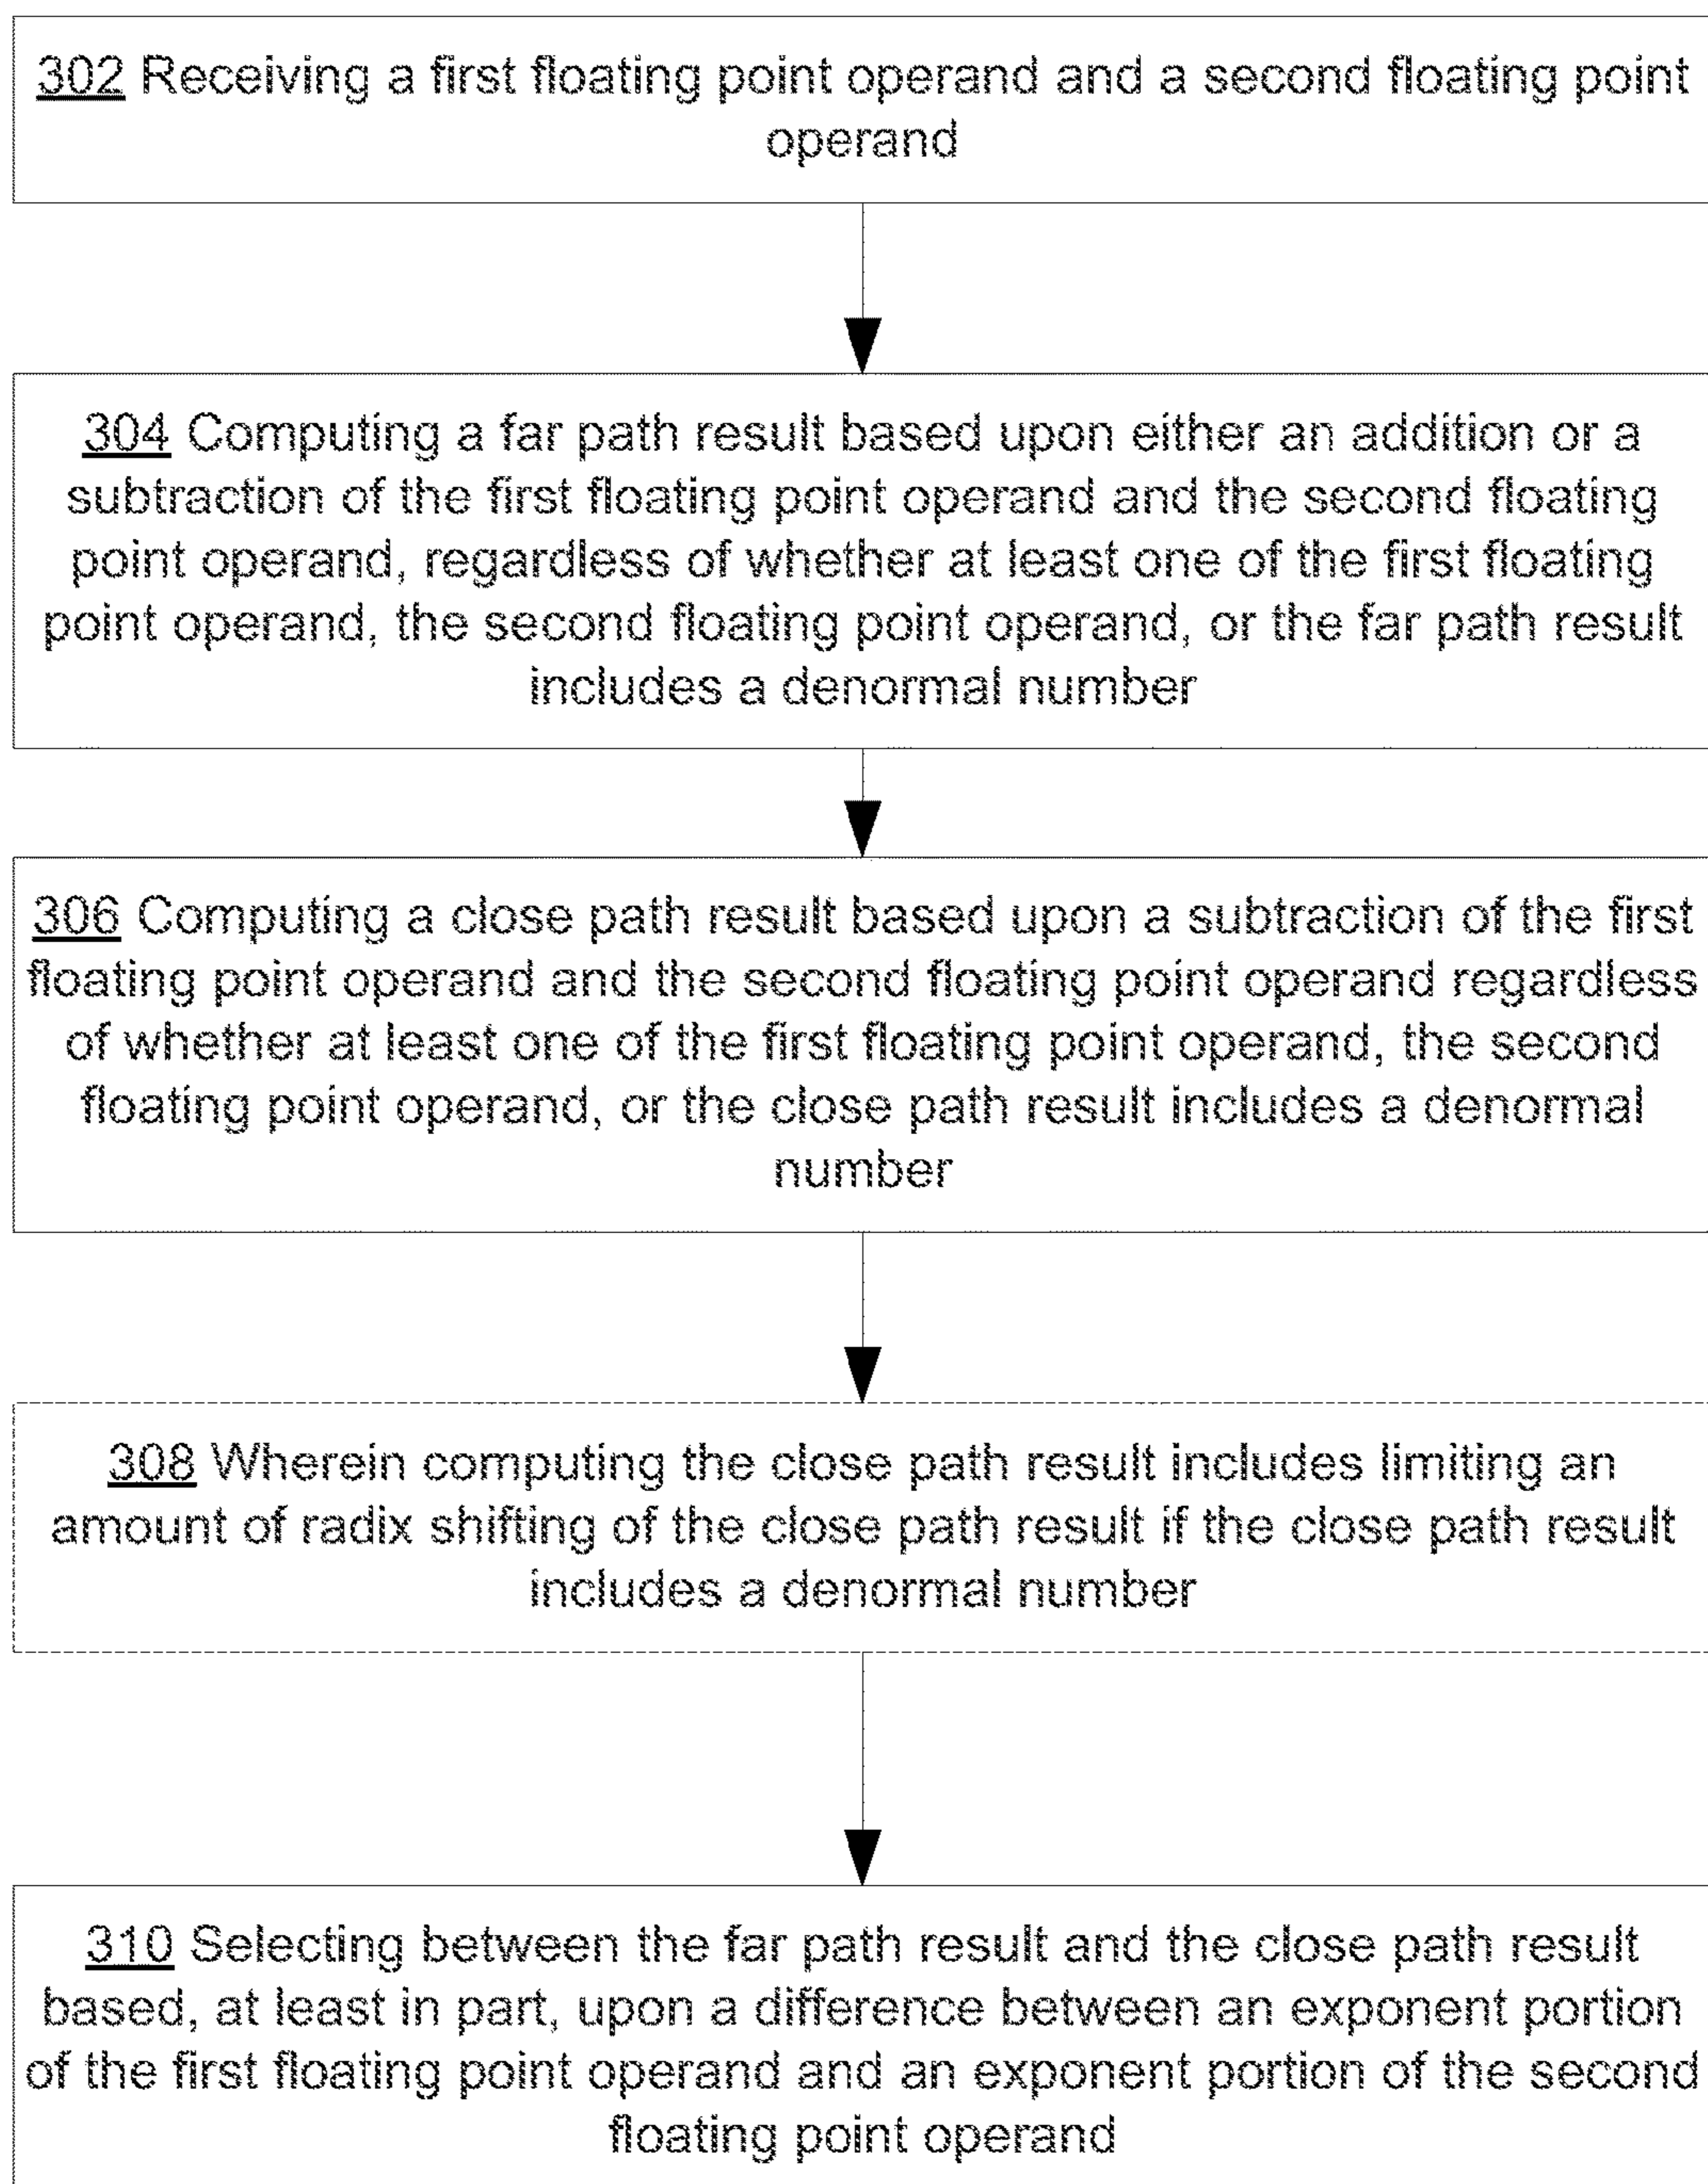 302 Receiving a first floating point operand and a second floating point
operand
304 Computing a far path result based upon either an addition or a
subtraction of the first floating point operand and the second floating
point operand, regardless of whether at least one of the first floating
point operand, the second floating point operand, or the far path result
includes a denormal number
306 Computing a close path result based upon a subtraction of the first
floating point operand and the second floating point operand regardless
of whether at least one of the first floating point operand, the second
floating point operand, or the close path result includes a denormal
number
308 Wherein computing the close path result includes limiting an
amount of radix shifting of the close path result if the close path result
includes a denormal number
310 Selecting between the far path result and the close path result
based, at least in part, upon a difference between an exponent portion
of the first floating point operand and an exponent portion of the second
floating point operand